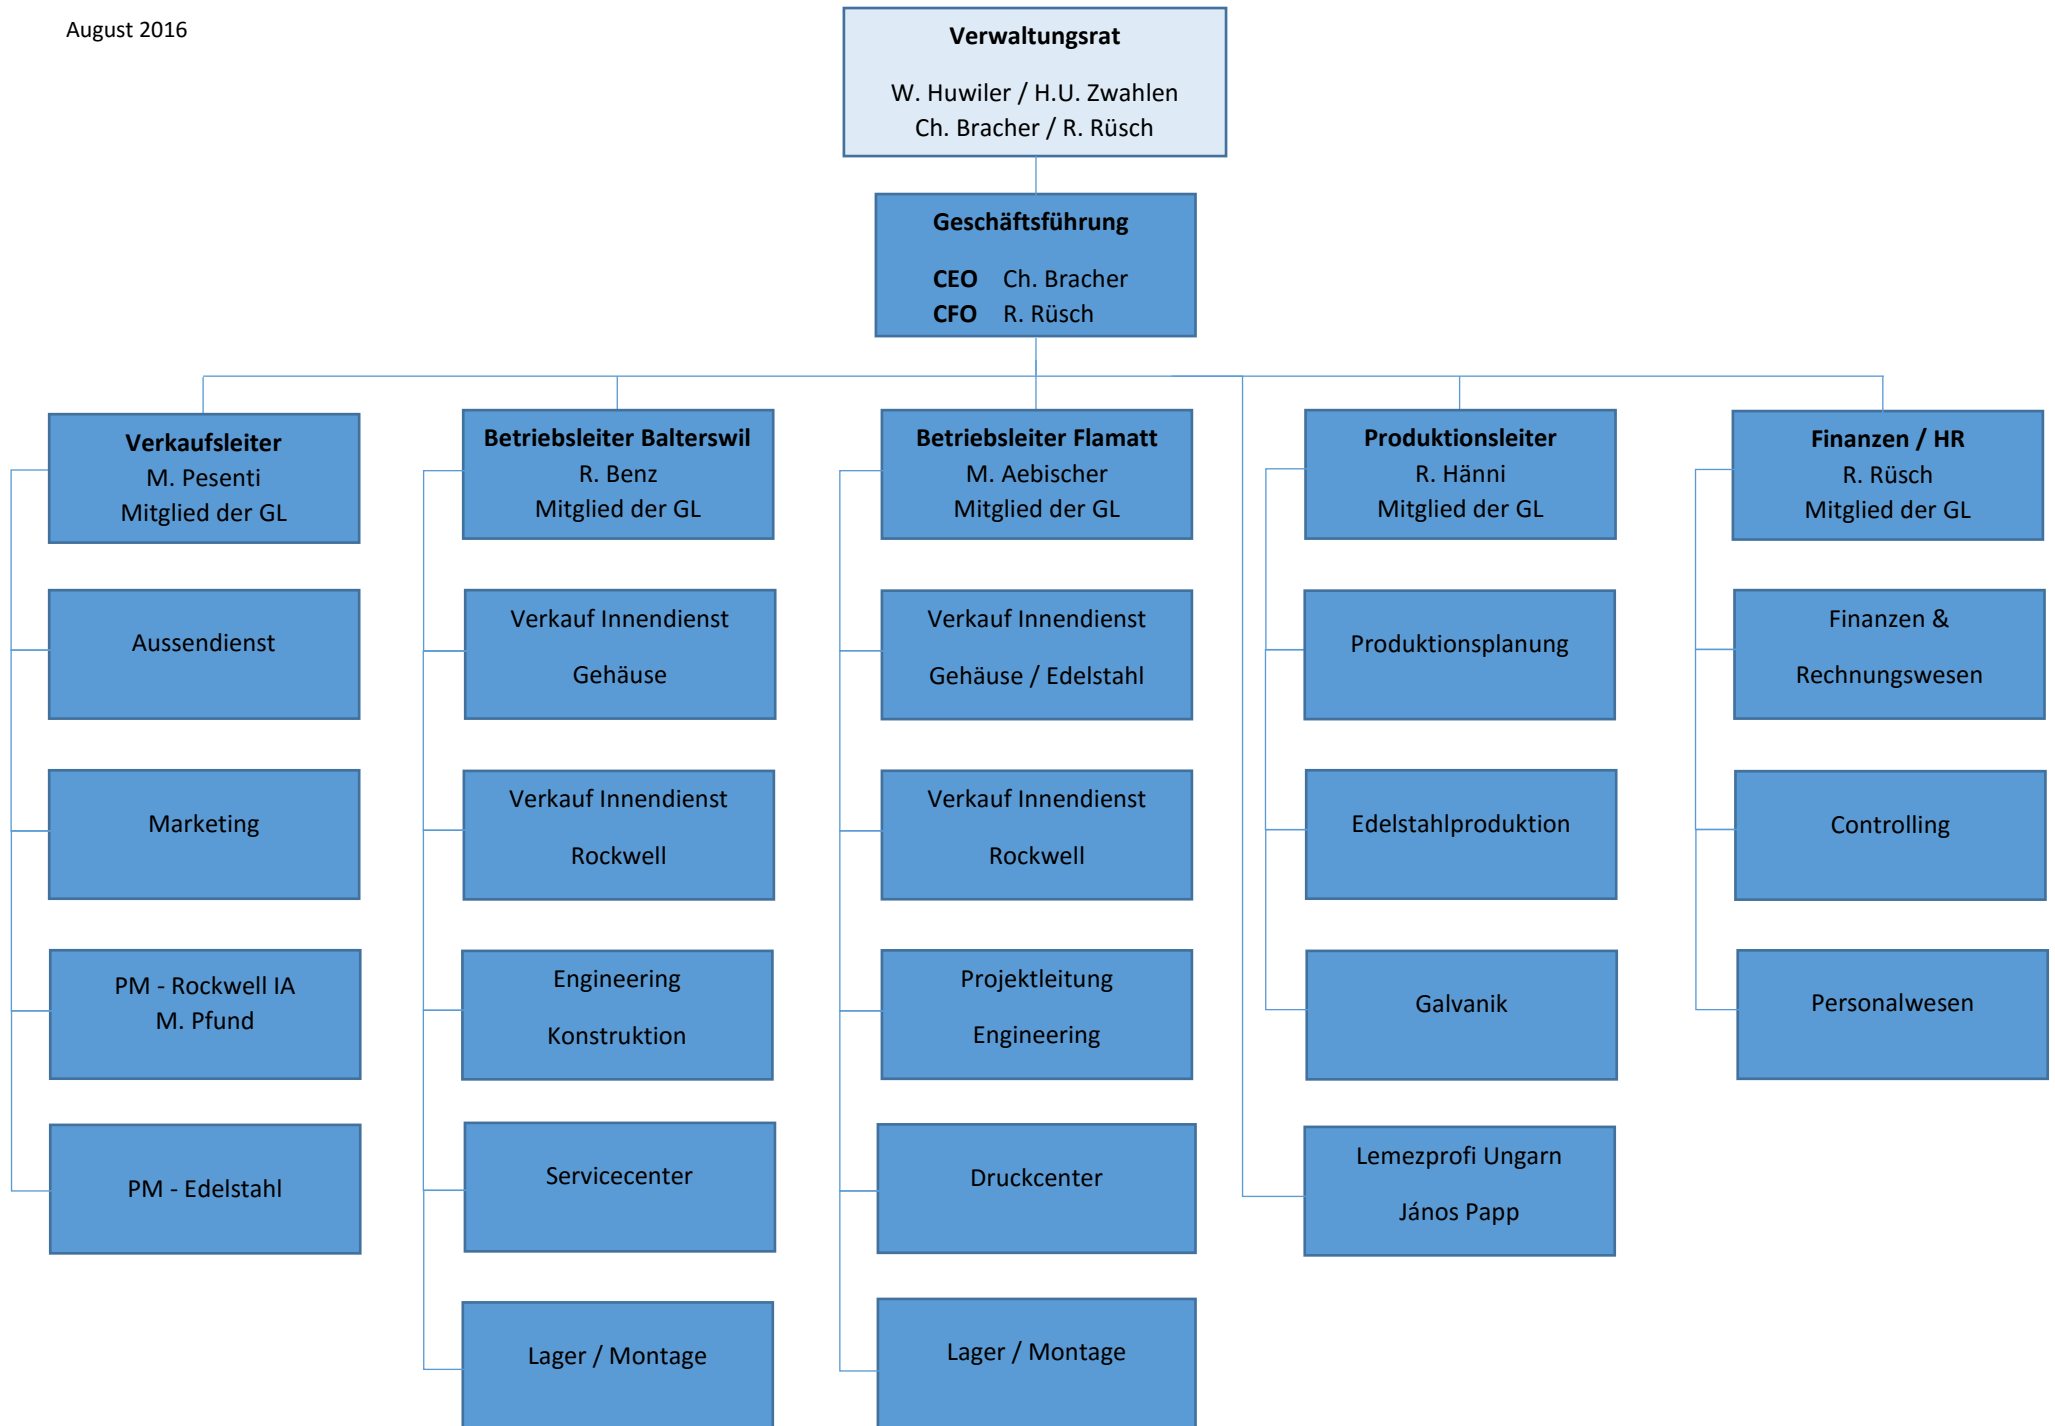 August 2016
Verwaltungsrat
W. Huwiler / H.U. Zwahlen
Ch. Bracher / R. Rüsch
Geschäftsführung
CEO Ch. Bracher
CFO R. Rüsch
Verkaufsleiter
M. Pesenti
Mitglied der GL
Aussendienst
Marketing
PM - Rockwell IA
M. Pfund
PM - Edelstahl
Betriebsleiter Balterswil
R. Benz
Mitglied der GL
Verkauf Innendienst
Gehäuse
Verkauf Innendienst
Rockwell
Engineering
Konstruktion
Servicecenter
Lager / Montage
Betriebsleiter Flamatt
M. Aebischer
Mitglied der GL
Verkauf Innendienst
Gehäuse / Edelstahl
Verkauf Innendienst
Rockwell
Projektleitung
Engineering
Druckcenter
Lager / Montage
Produktionsleiter
R. Hänni
Mitglied der GL
Produktionsplanung
Edelstahlproduktion
Galvanik
Lemezprofi Ungarn
János Papp
Finanzen / HR
R. Rüsch
Mitglied der GL
Finanzen &
Rechnungswesen
Controlling
Personalwesen